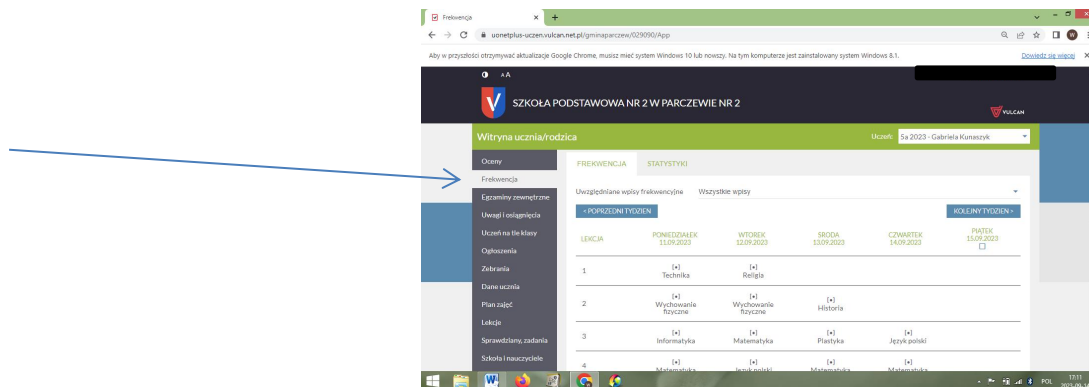 Frekwencja
uonetplus-uczen.vulcan.net.pl/gminaparczew/029090/App
Aby w przyszłości otrzymywać aktualizacje Google Chrome, musisz mieć system Windows 10 lub nowszy. Na tym komputerze jest zainstalowany system Windows 8.1. Dowiedz się więcej
AA
SZKOŁA PODSTAWOWA NR 2 W PARCZEWIE NR 2
VULCAN
Witryna ucznia/rodzica
Uczeń: 5a 2023 - Gabriela Kunaszyk
Oceny
Frekwencja
Egzaminy zewnętrzne
Uwagi i osiągnięcia
Uczeń na tle klasy
Ogłoszenia
Zebrania
Dane ucznia
Plan zajęć
Lekcje
Sprawdziany, zadania
Szkoła i nauczyciele
FREKWENCJA STATYSTYKI
Uwzględniane wpisy frekwencyjne Wszystkie wpisy
< POPRZEDNI TYDZIEŃ KOLEJNY TYDZIEŃ >
LEKCJA PONIEDZIAŁEK WTOREK ŚRODA CZWARTEK PIĄTEK
11.09.2023 12.09.2023 13.09.2023 14.09.2023 15.09.2023
1 [•] [•]
Technika Religia
2 [•] [•] [•]
Wychowanie fizyczne Wychowanie fizyczne Historia
3 [•] [•] [•] [•]
Informatyka Matematyka Plastyka Język polski
4 [•] [•] [•] [•]
Matematyka Język polski Matematyka Matematyka
POL 17:11